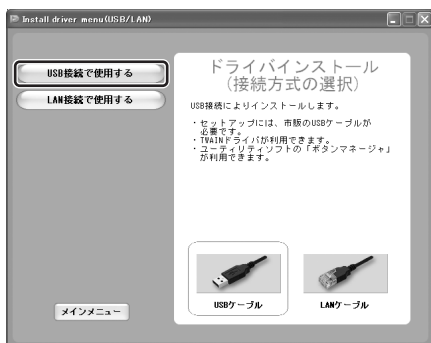 Install driver menu(USB/LAN)
USB接続で使用する
LAN接続で使用する
ドライバインストール
(接続方式の選択)
USB接続によりインストールします。
・セットアップには、市販のUSBケーブルが
必要です。
・TWAINドライバが利用できます。
・ユーティリティソフトの「ボタンマネージャ」
が利用できます。
USBケーブル
LANケーブル
メインメニュー